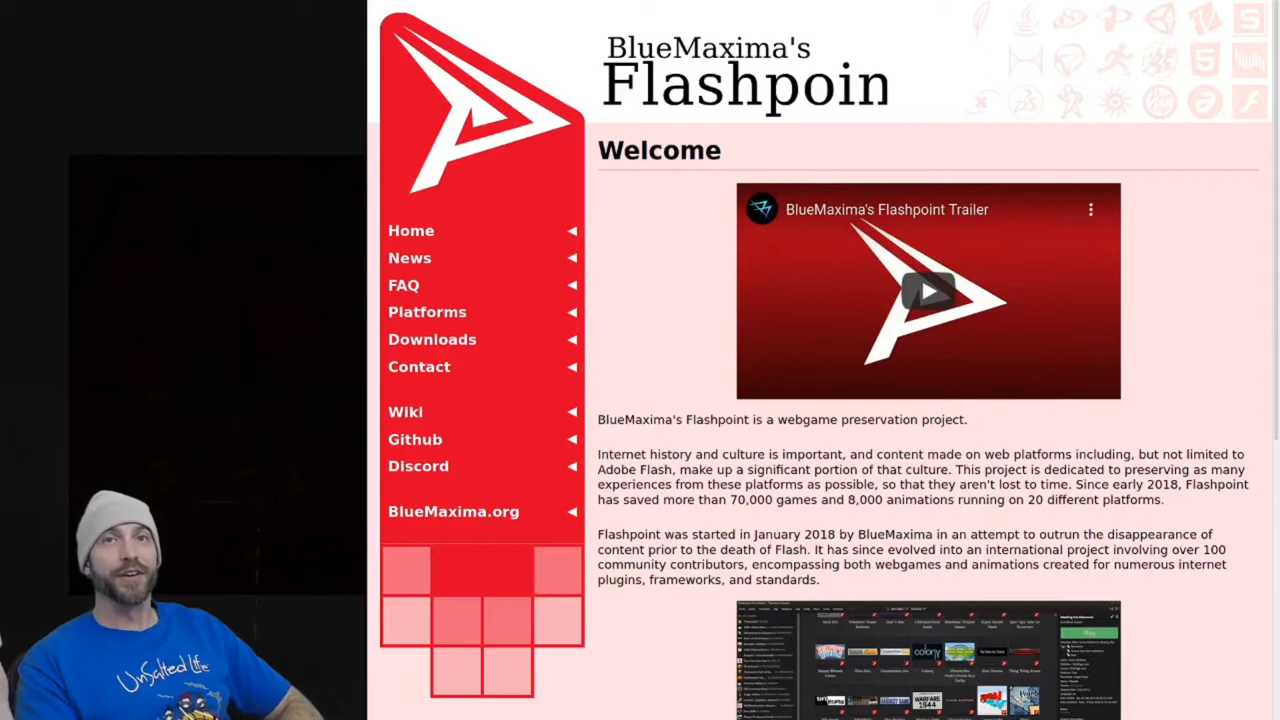 BlueMaxima's
Flashpoin
Welcome
BlueMaxima's Flashpoint Trailer
Home
News
FAQ
Platforms
Downloads
Contact
Wiki
Github
Discord
BlueMaxima.org
BlueMaxima's Flashpoint is a webgame preservation project.
Internet history and culture is important, and content made on web platforms including, but not limited to
Adobe Flash, make up a significant portion of that culture. This project is dedicated to preserving as many
experiences from these platforms as possible, so that they aren't lost to time. Since early 2018, Flashpoint
has saved more than 70,000 games and 8,000 animations running on 20 different platforms.
Flashpoint was started in January 2018 by BlueMaxima in an attempt to outrun the disappearance of
content prior to the death of Flash. It has since evolved into an international project involving over 100
community contributors, encompassing both webgames and animations created for numerous internet
plugins, frameworks, and standards.
Play
colony
WARFARE
1944